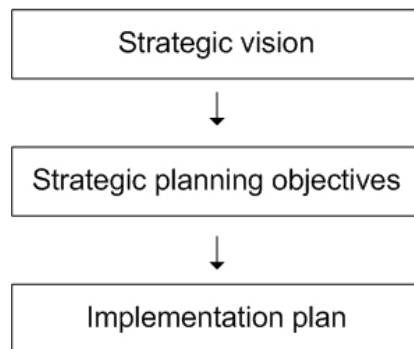 Strategic vision
Strategic planning objectives
Implementation plan